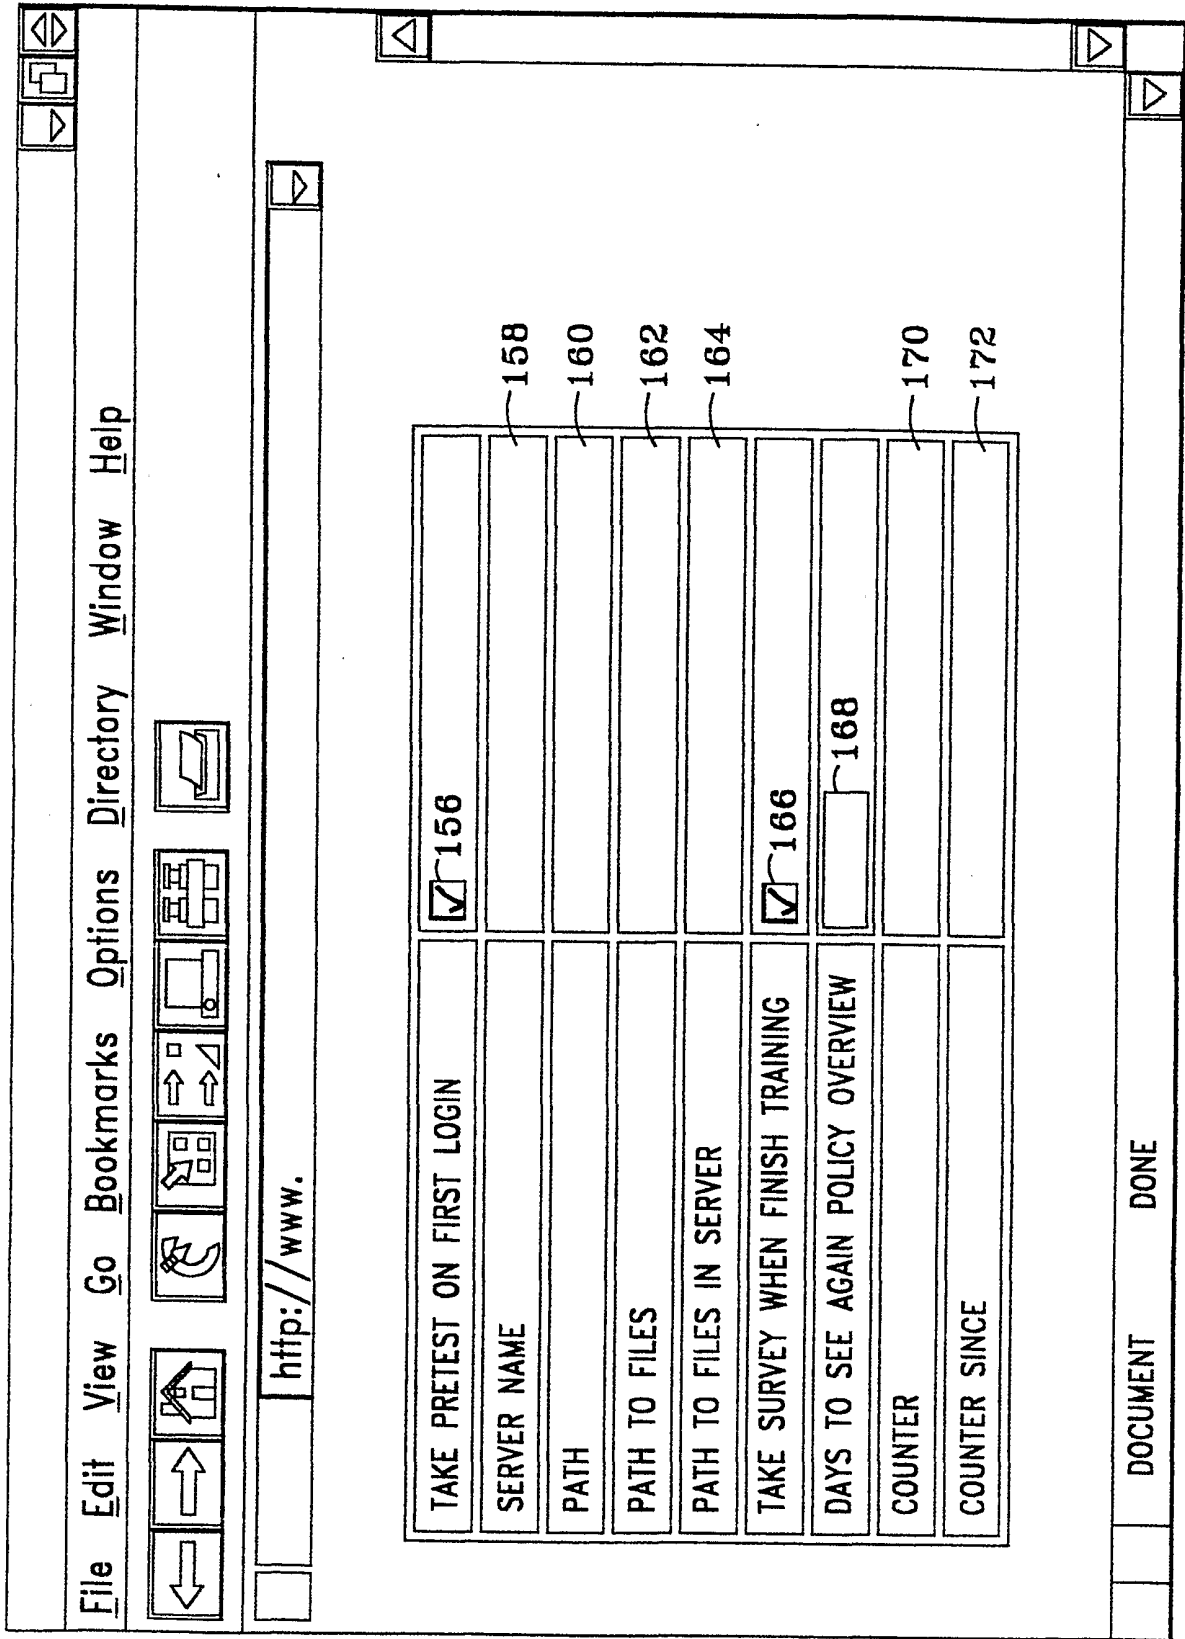 File Edit View Go Bookmarks Options Directory Window Help
http://www.
TAKE PRETEST ON FIRST LOGIN 156
SERVER NAME 158
PATH 160
PATH TO FILES 162
PATH TO FILES IN SERVER 164
TAKE SURVEY WHEN FINISH TRAINING 166
DAYS TO SEE AGAIN POLICY OVERVIEW 168
COUNTER 170
COUNTER SINCE 172
DOCUMENT DONE